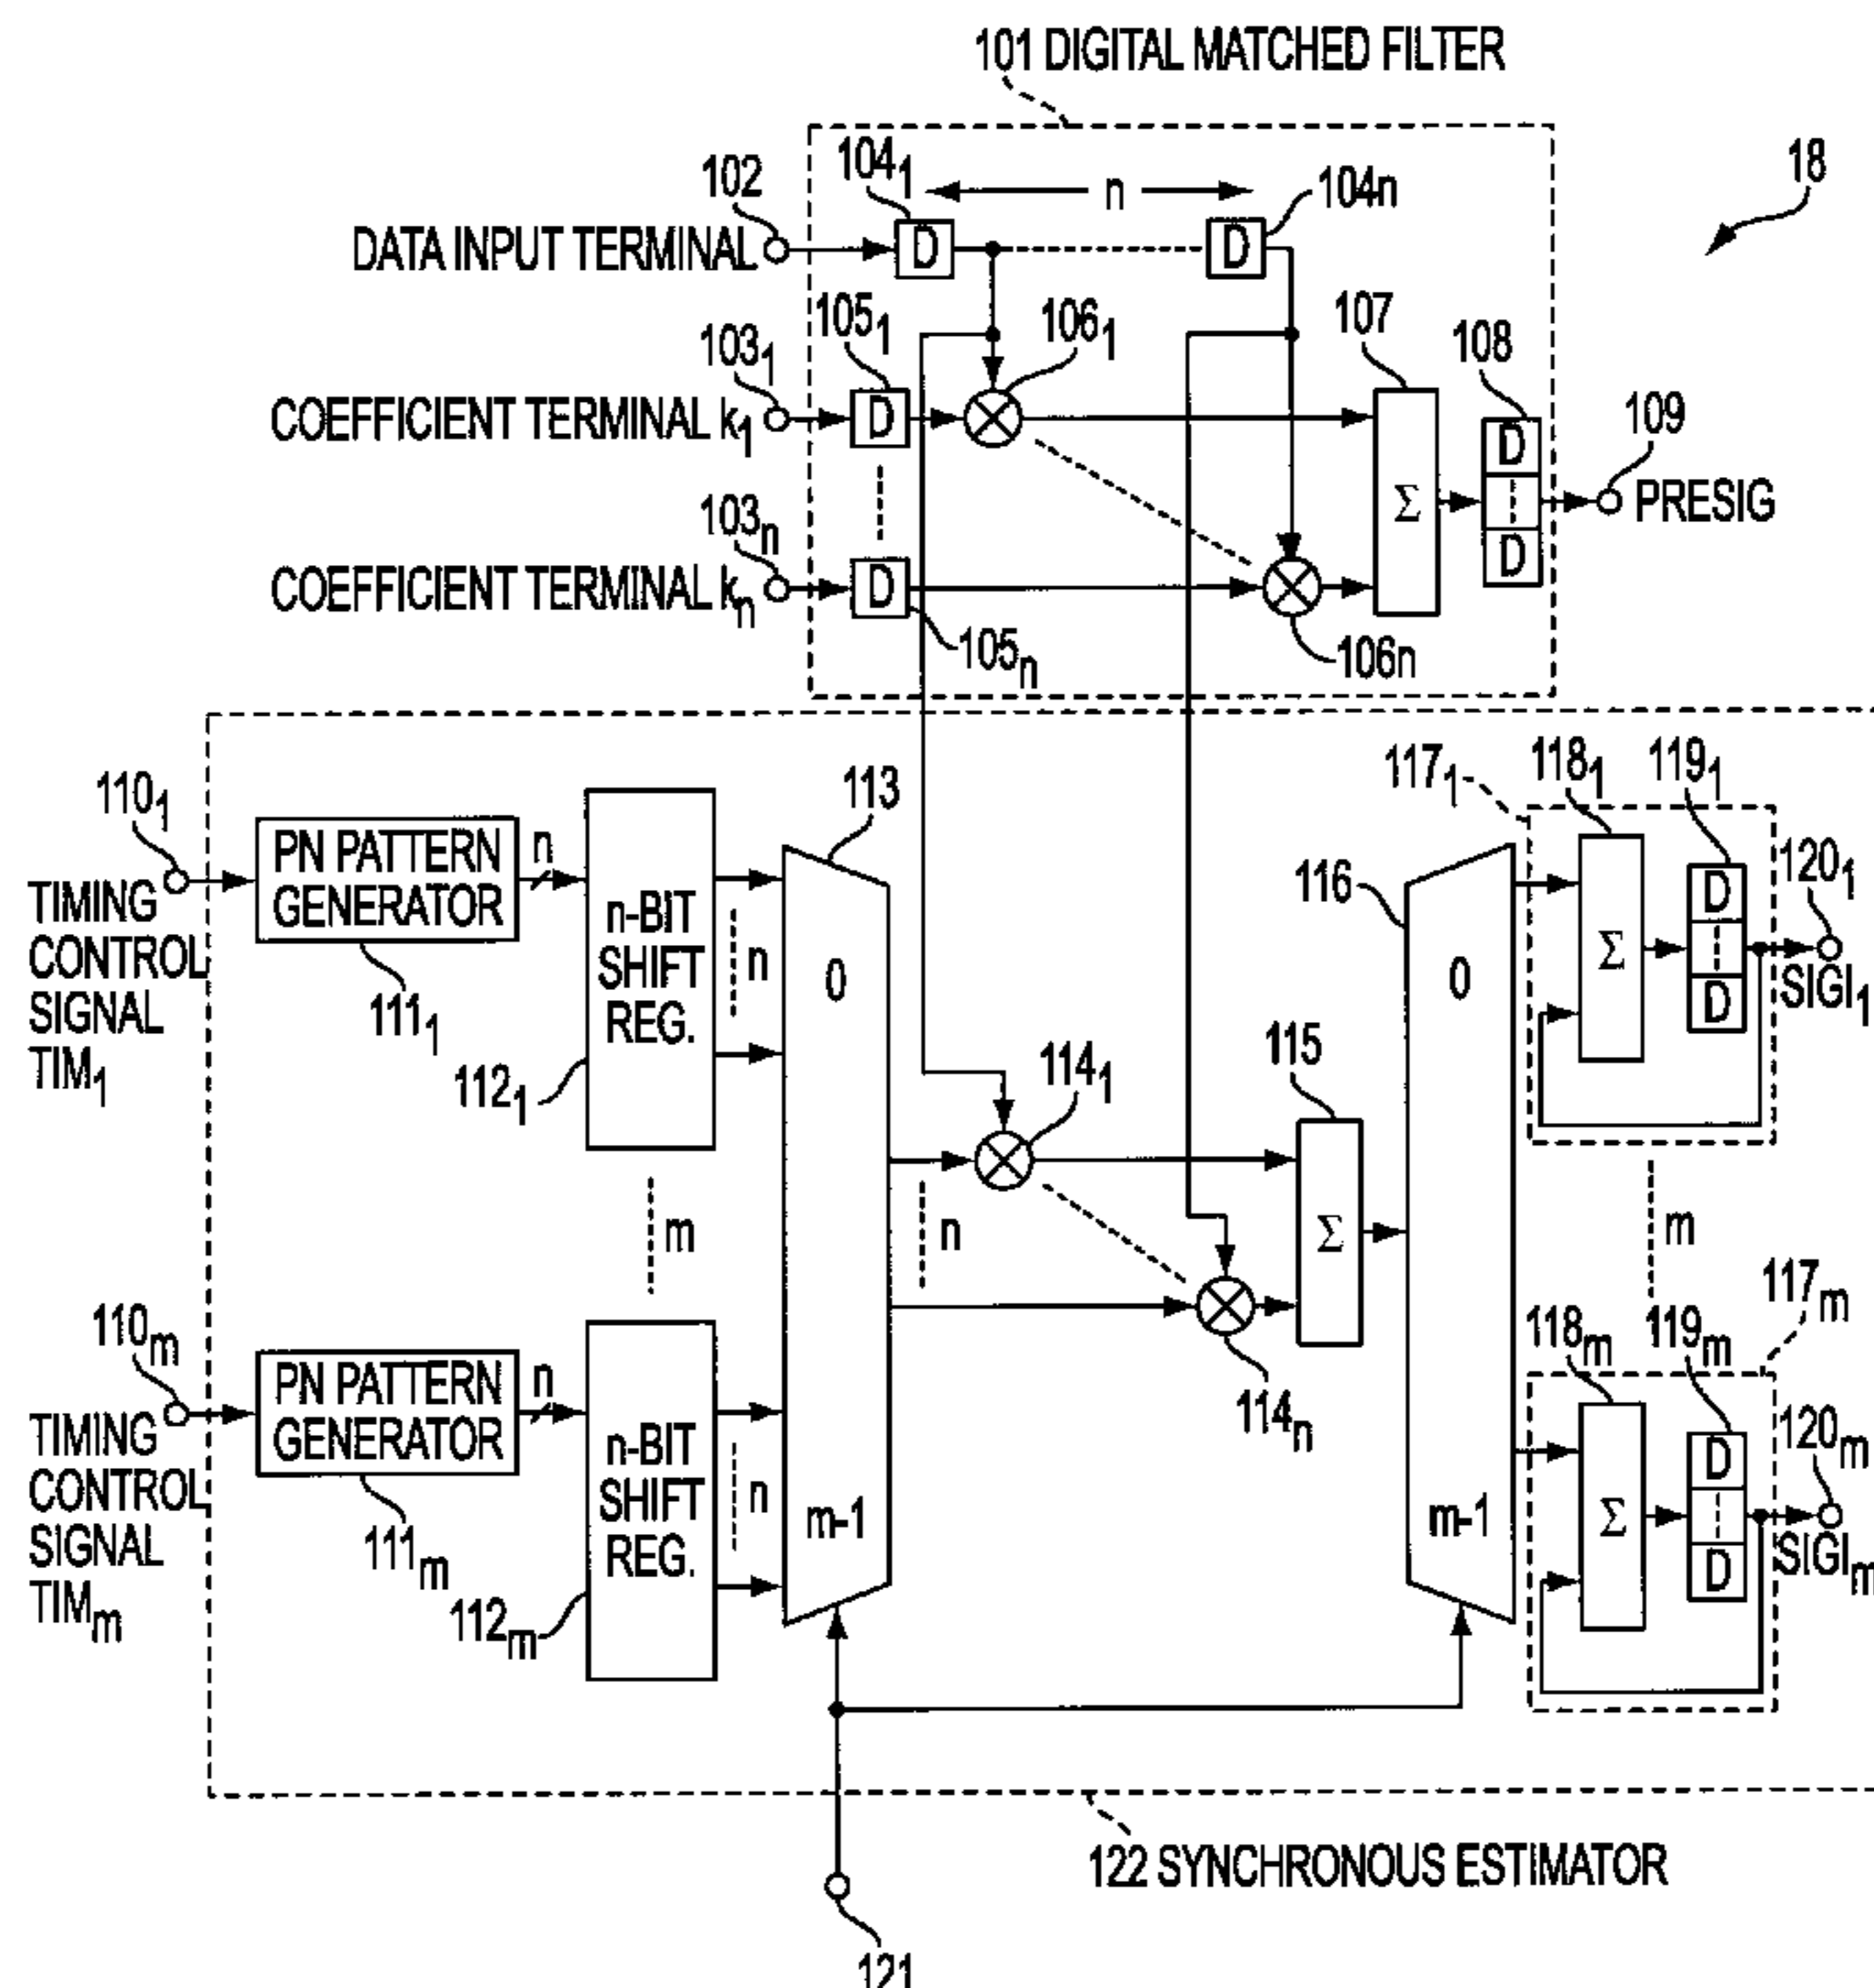 101 DIGITAL MATCHED FILTER
18
102
104₁
n
104n
DATA INPUT TERMINAL
D
D
107
108
103₁
105₁
106₁
109
COEFFICIENT TERMINAL k₁
D
D
Σ
PRESIG
103ₙ
D
COEFFICIENT TERMINAL kₙ
D
105ₙ
106n
110₁
113
117₁
118₁
119₁
PN PATTERN
GENERATOR
n
116
120₁
TIMING
CONTROL
SIGNAL
TIM₁
n-BIT
SHIFT
REG.
n
0
0
Σ
D
D
SIGI₁
111₁
112₁
114₁
115
m
n
Σ
m
110ₘ
114ₙ
117ₘ
118ₘ
119ₘ
PN PATTERN
GENERATOR
n
120ₘ
TIMING
CONTROL
SIGNAL
TIMₘ
n-BIT
SHIFT
REG.
n
m-1
m-1
Σ
D
D
SIGIₘ
111ₘ
112ₘ
122 SYNCHRONOUS ESTIMATOR
121